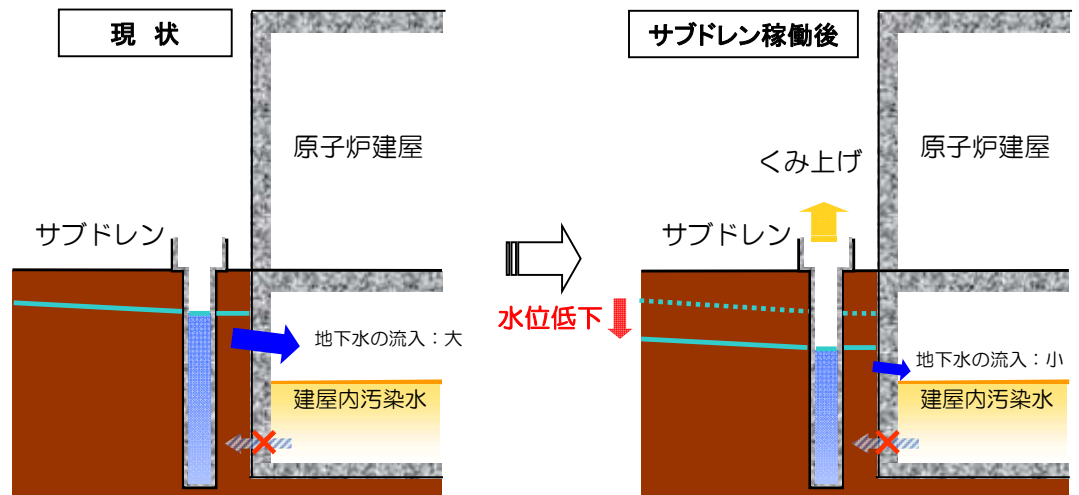 現 状
原子炉建屋
サブドレン
地下水の流入：大
建屋内汚染水
サブドレン稼働後
原子炉建屋
くみ上げ
サブドレン
水位低下
地下水の流入：小
建屋内汚染水